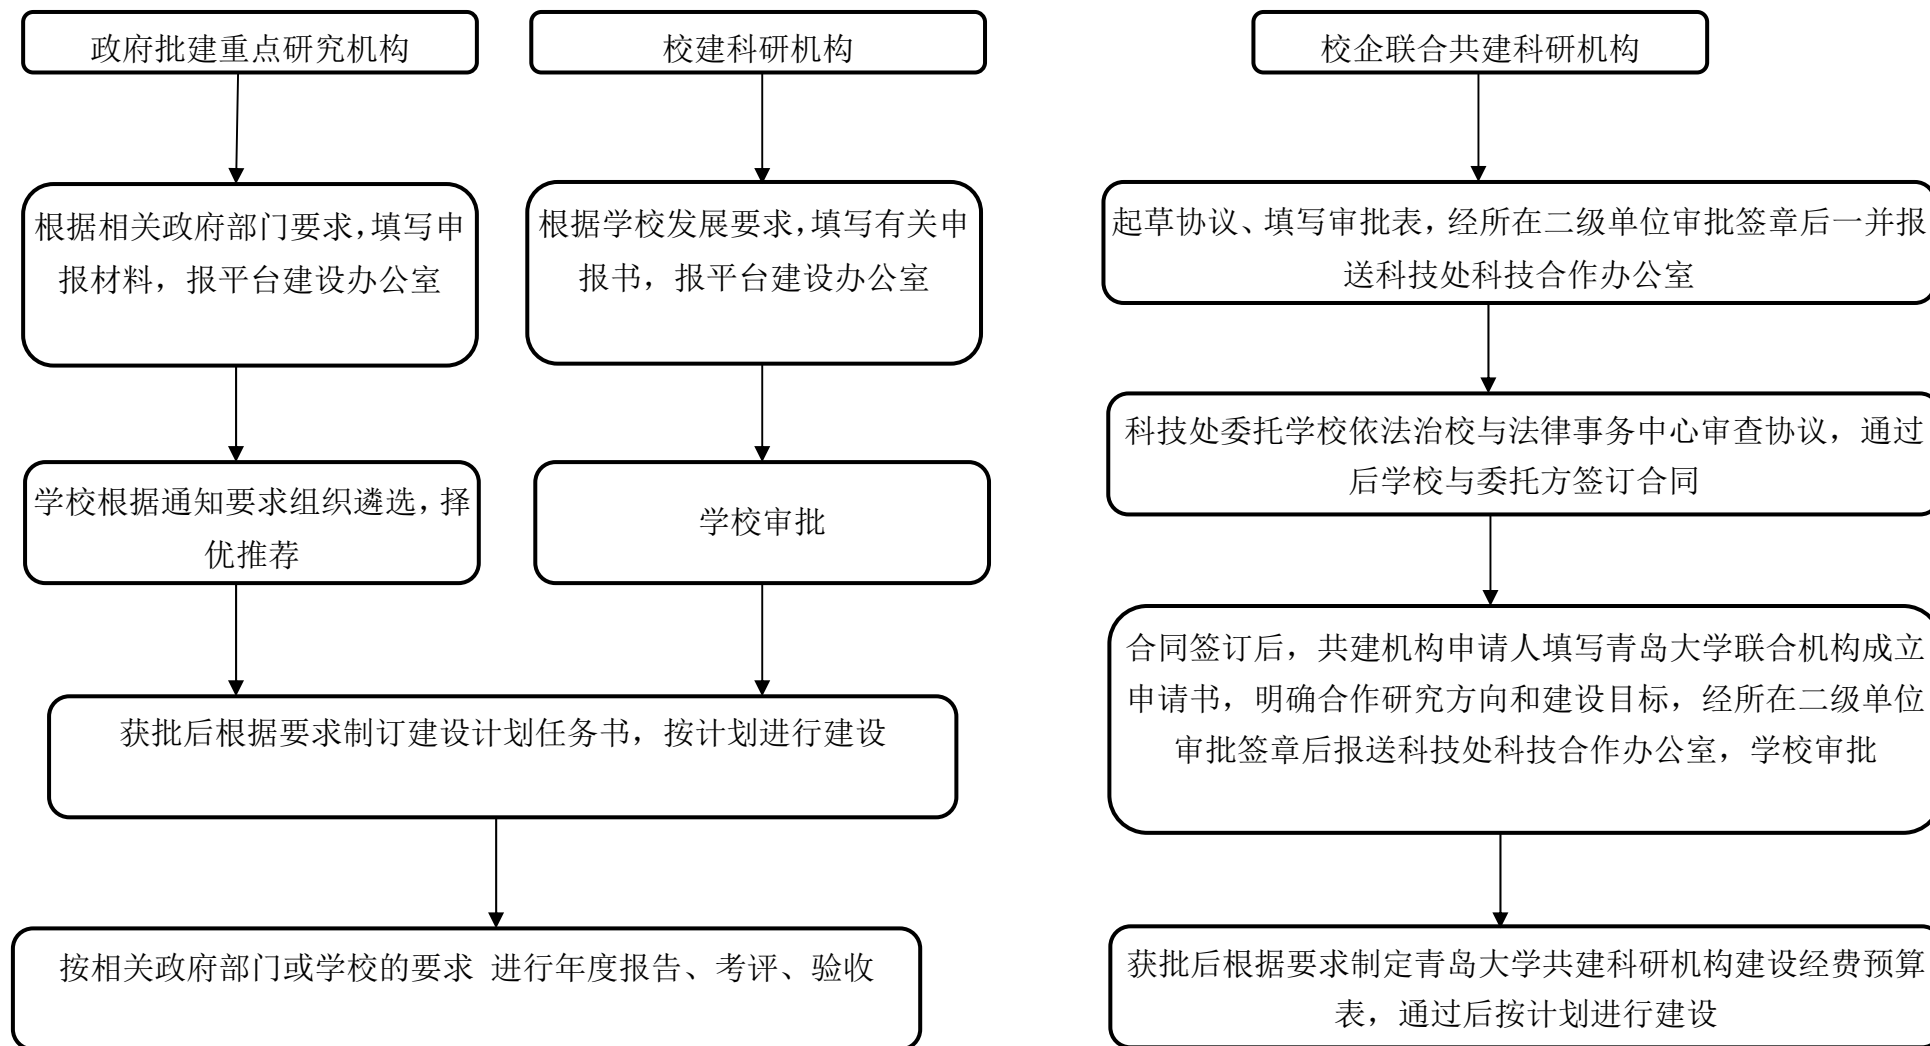 政府批建重点研究机构
校建科研机构
校企联合共建科研机构
根据相关政府部门要求，填写申
报材料，报平台建设办公室
根据学校发展要求，填写有关申
报书，报平台建设办公室
起草协议、填写审批表，经所在二级单位审批签章后一并报
送科技处科技合作办公室
科技处委托学校依法治校与法律事务中心审查协议，通过
后学校与委托方签订合同
学校根据通知要求组织遴选，择
优推荐
学校审批
合同签订后，共建机构申请人填写青岛大学联合机构成立
申请书，明确合作研究方向和建设目标，经所在二级单位
审批签章后报送科技处科技合作办公室，学校审批
获批后根据要求制订建设计划任务书，按计划进行建设
按相关政府部门或学校的要求 进行年度报告、考评、验收
获批后根据要求制定青岛大学共建科研机构建设经费预算
表，通过后按计划进行建设